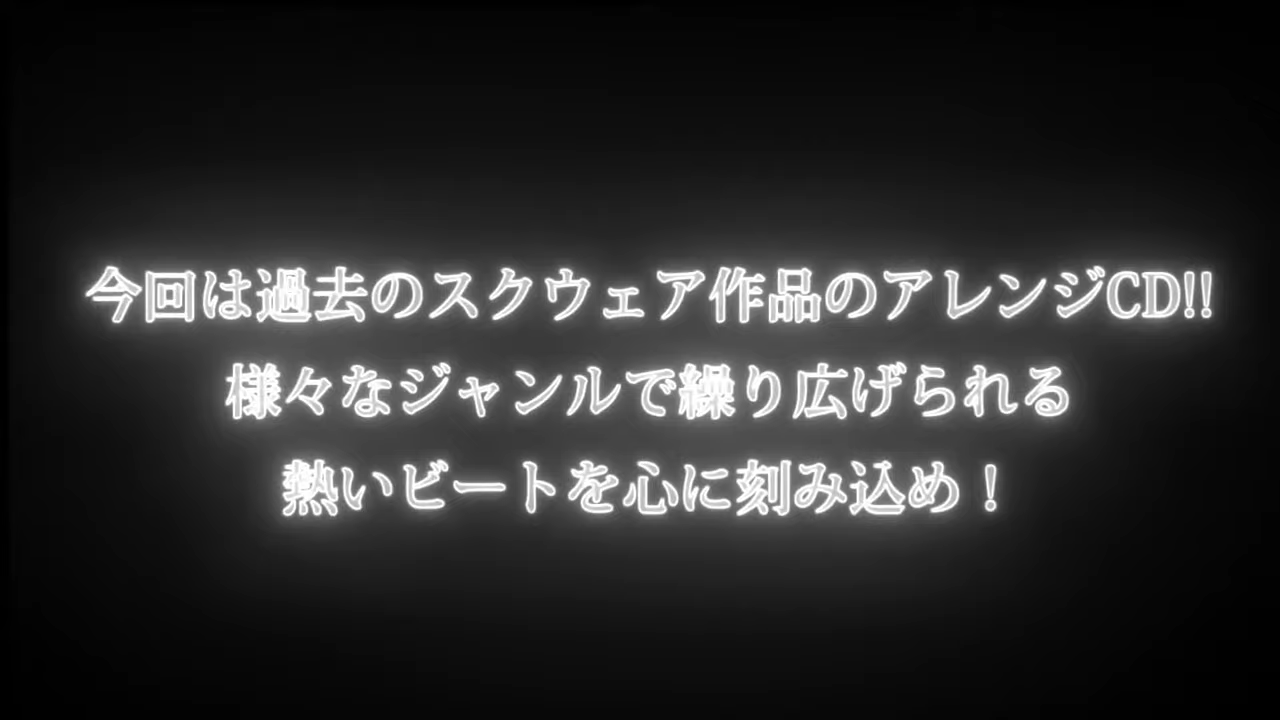 今回は過去のスクウェア作品のアレンジCD!!
様々なジャンルで繰り広げられる
熱いビートを心に刻み込め！